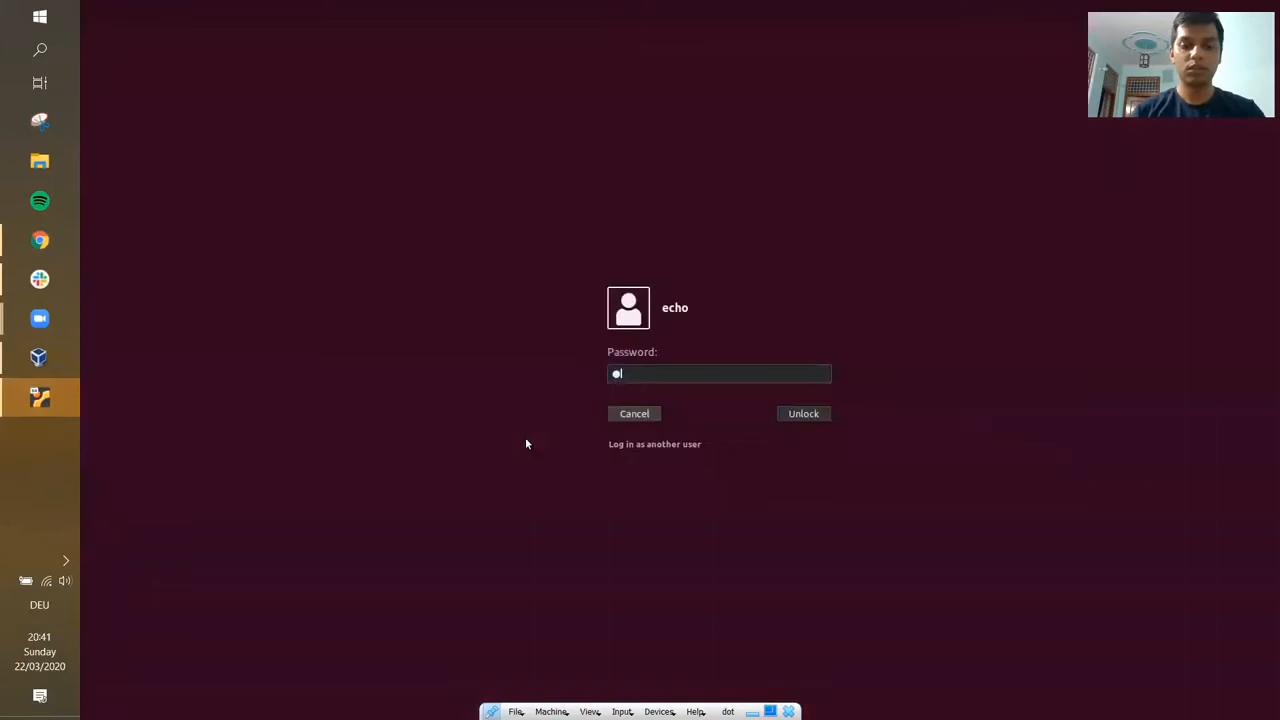 echo
Password:
Cancel
Unlock
Log in as another user
DEU
20:41
Sunday
22/03/2020
File Machine View Input Devices Help dot